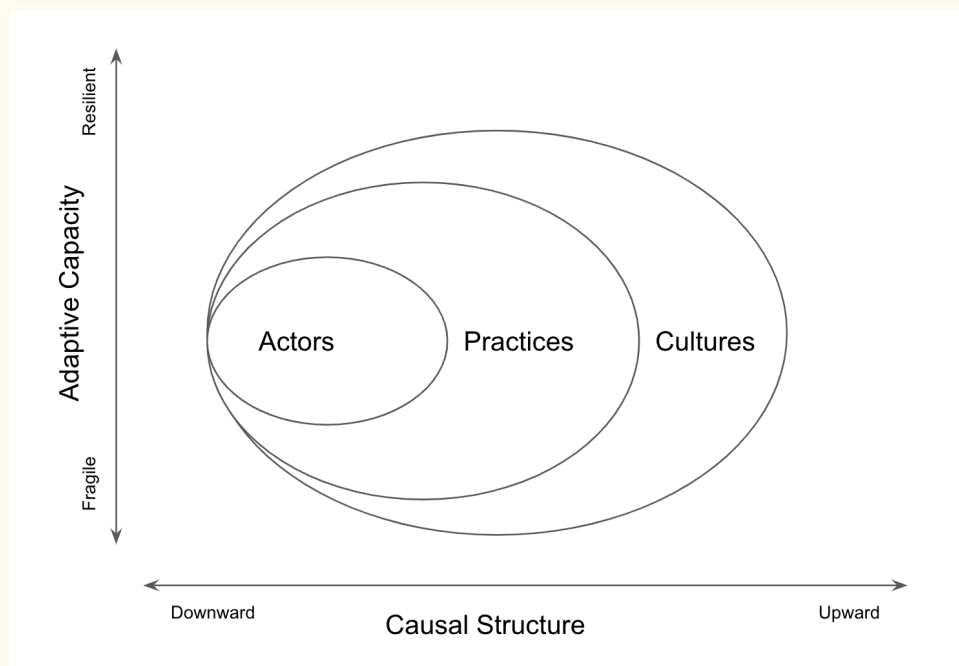 Resilient
Adaptive Capacity
Fragile
Actors
Practices
Cultures
Downward
Upward
Causal Structure